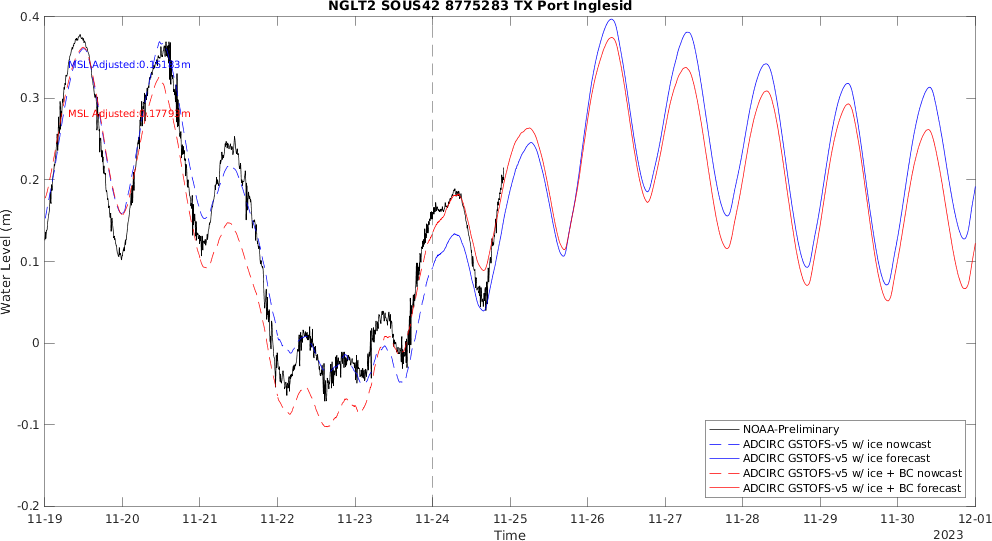 NGLT2 SOUS42 8775283 TX Port Inglesid
0.4
0.3
0.2
0.1
0
-0.1
-0.2
Water Level (m)
MSL Adjusted:
MSL Adjusted:
11-19 11-20 11-21 11-22 11-23 11-24 11-25 11-26 11-27 11-28 11-29 11-30 12-01
Time
2023
NOAA-Preliminary
ADCIRC GSTOFS-v5 w/ ice nowcast
ADCIRC GSTOFS-v5 w/ ice forecast
ADCIRC GSTOFS-v5 w/ ice + BC nowcast
ADCIRC GSTOFS-v5 w/ ice + BC forecast